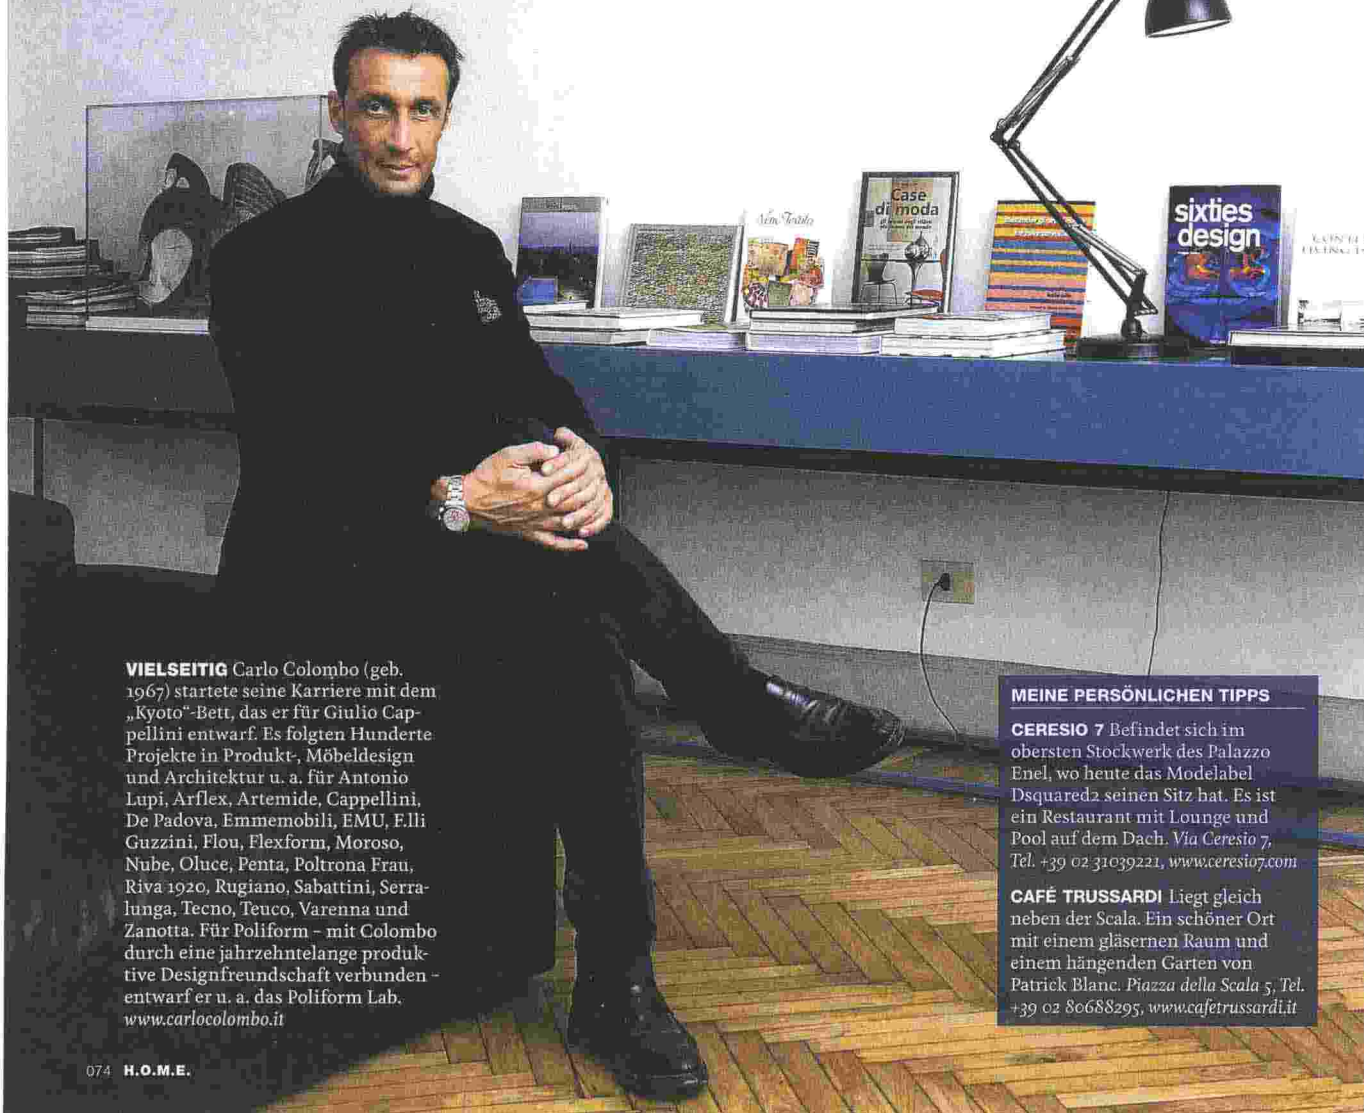 Case
di moda
sixties
design
VIELSEITIG Carlo Colombo (geb.
1967) startete seine Karriere mit dem
„Kyoto“-Bett, das er für Giulio Cap-
pellini entwarf. Es folgten Hunderte
Projekte in Produkt-, Möbeldesign
und Architektur u. a. für Antonio
Lupi, Arflex, Artemide, Cappellini,
De Padova, Emmemobili, EMU, F.lli
Guzzini, Flou, Flexform, Moroso,
Nube, Oluce, Penta, Poltrona Frau,
Riva 1920, Rugiano, Sabattini, Serra-
lunga, Tecno, Teuco, Varenna und
Zanotta. Für Poliform – mit Colombo
durch eine jahrzehntelange produk-
tive Designfreundschaft verbunden –
entwarf er u. a. das Poliform Lab.
www.carlocolombo.it
MEINE PERSÖNLICHEN TIPPS
CERESIO 7 Befindet sich im
obersten Stockwerk des Palazzo
Enel, wo heute das Modelabel
Dsquared2 seinen Sitz hat. Es ist
ein Restaurant mit Lounge und
Pool auf dem Dach. Via Ceresio 7,
Tel. +39 02 31039221, www.ceresio7.com
CAFÉ TRUSSARDI Liegt gleich
neben der Scala. Ein schöner Ort
mit einem gläsernen Raum und
einem hängenden Garten von
Patrick Blanc. Piazza della Scala 5, Tel.
+39 02 80688295, www.cafetrussardi.it
074 H.O.M.E.